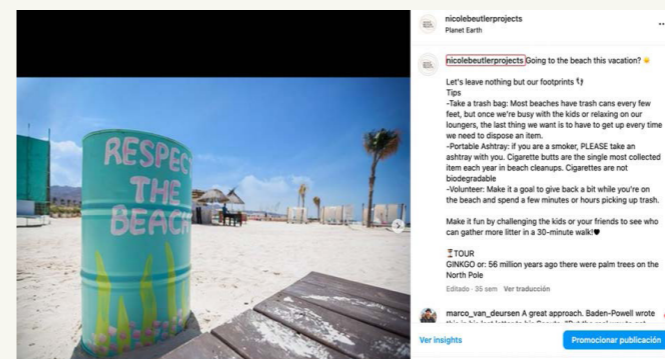 RESPECT
THE
BEACH
nicolebeutlerprojects
Planet Earth
nicolebeutlerprojects Going to the beach this vacation?
Let's leave nothing but our footprints
Tips
-Take a trash bag: Most beaches have trash cans every few
feet, but once we're busy with the kids or relaxing on our
loungers, the last thing we want is to have to get up every time
we need to dispose an item.
-Portable Ashtray: if you are a smoker, PLEASE take an
ashtray with you. Cigarette butts are the single most collected
item each year in beach cleanups. Cigarettes are not
biodegradable
-Volunteer: Make it a goal to give back a bit while you're on
the beach and spend a few minutes or hours picking up trash.
Make it fun by challenging the kids or your friends to see who
can gather more litter in a 30-minute walk!🖤
⏳TOUR
GINKGO or: 56 million years ago there were palm trees on the
North Pole
Editado · 35 sem Ver traducción
marco_van_deursen A great approach. Baden-Powell wrote
Ver insights
Promocionar publicación